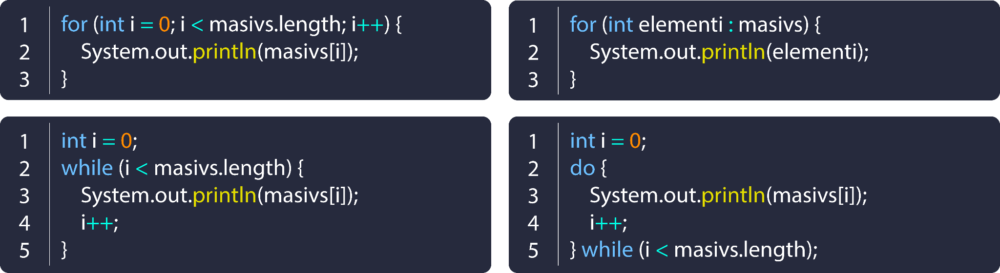 1 for (int i = 0; i < masivs.length; i++) {
2 System.out.println(masivs[i]);
3 }
1 for (int elementi : masivs) {
2 System.out.println(elementi);
3 }
1 int i = 0;
2 while (i < masivs.length) {
3 System.out.println(masivs[i]);
4 i++;
5 }
1 int i = 0;
2 do {
3 System.out.println(masivs[i]);
4 i++;
5 } while (i < masivs.length);